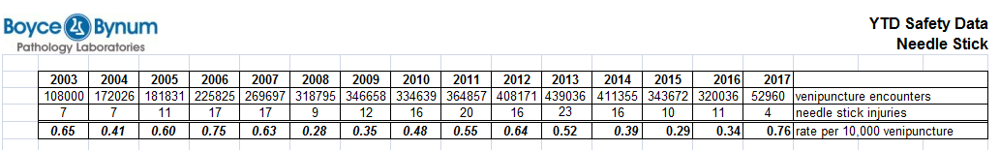 Boyce Bynum
Pathology Laboratories
YTD Safety Data
Needle Stick
2003 2004 2005 2006 2007 2008 2009 2010 2011 2012 2013 2014 2015 2016 2017
108000 172026 181831 225825 269697 318795 346658 334639 364857 408171 439036 411355 343672 320036 52960 venipuncture encounters
7 7 11 17 17 9 12 16 20 16 23 16 10 11 4 needle stick injuries
0.65 0.41 0.60 0.75 0.63 0.28 0.35 0.48 0.55 0.64 0.52 0.39 0.29 0.34 0.76 rate per 10,000 venipuncture